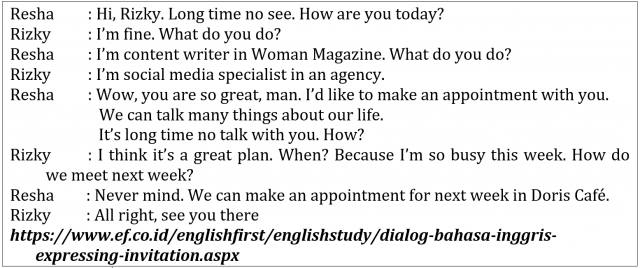 Resha : Hi, Rizky. Long time no see. How are you today?
Rizky : I’m fine. What do you do?
Resha : I’m content writer in Woman Magazine. What do you do?
Rizky : I’m social media specialist in an agency.
Resha : Wow, you are so great, man. I’d like to make an appointment with you.
We can talk many things about our life.
It’s long time no talk with you. How?
Rizky : I think it’s a great plan. When? Because I’m so busy this week. How do
we meet next week?
Resha : Never mind. We can make an appointment for next week in Doris Café.
Rizky : All right, see you there
https://www.ef.co.id/englishfirst/englishstudy/dialog-bahasa-inggris-
expressing-invitation.aspx